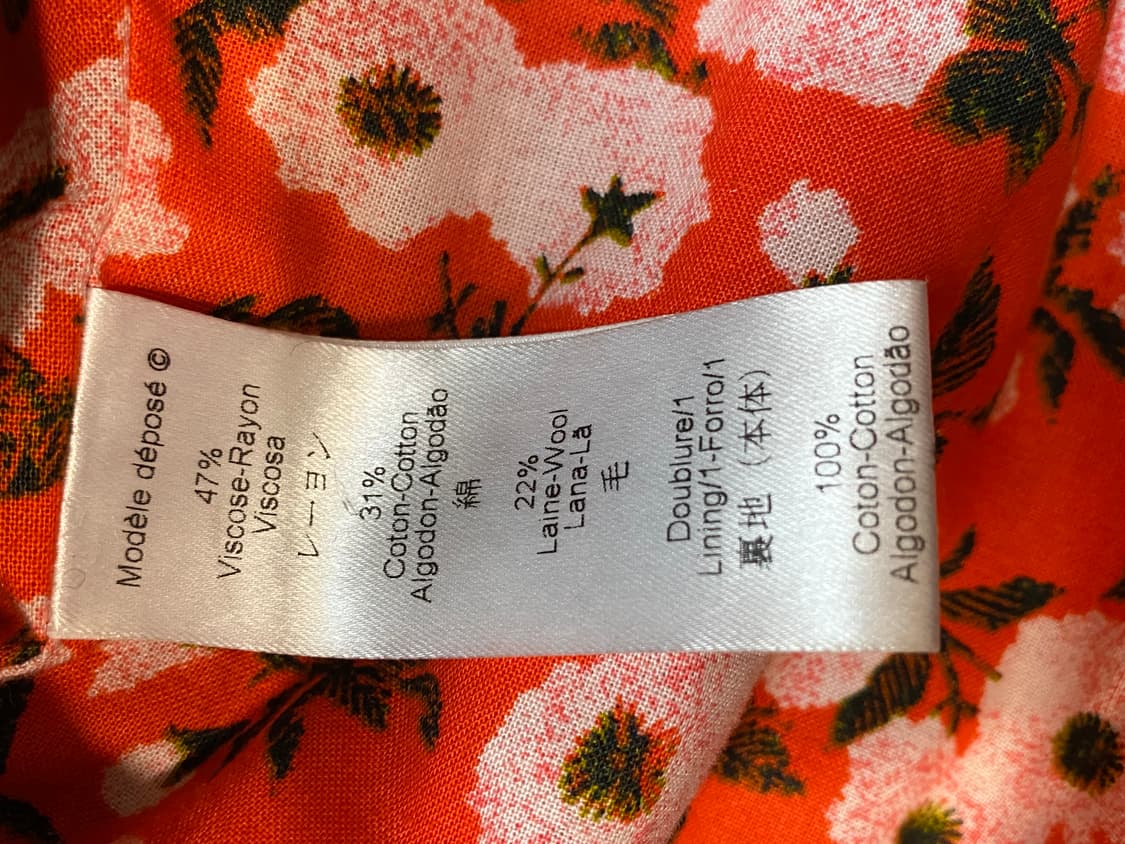 Modèle déposé ©
47%
Viscose-Rayon
Viscosa
レーヨン
31%
Coton-Cotton
Algodon-Algodão
綿
22%
Laine-Wool
Lana-Lã
毛
Doublure/1
Lining/1-Forro/1
裏地（本体）
100%
Coton-Cotton
Algodon-Algodão